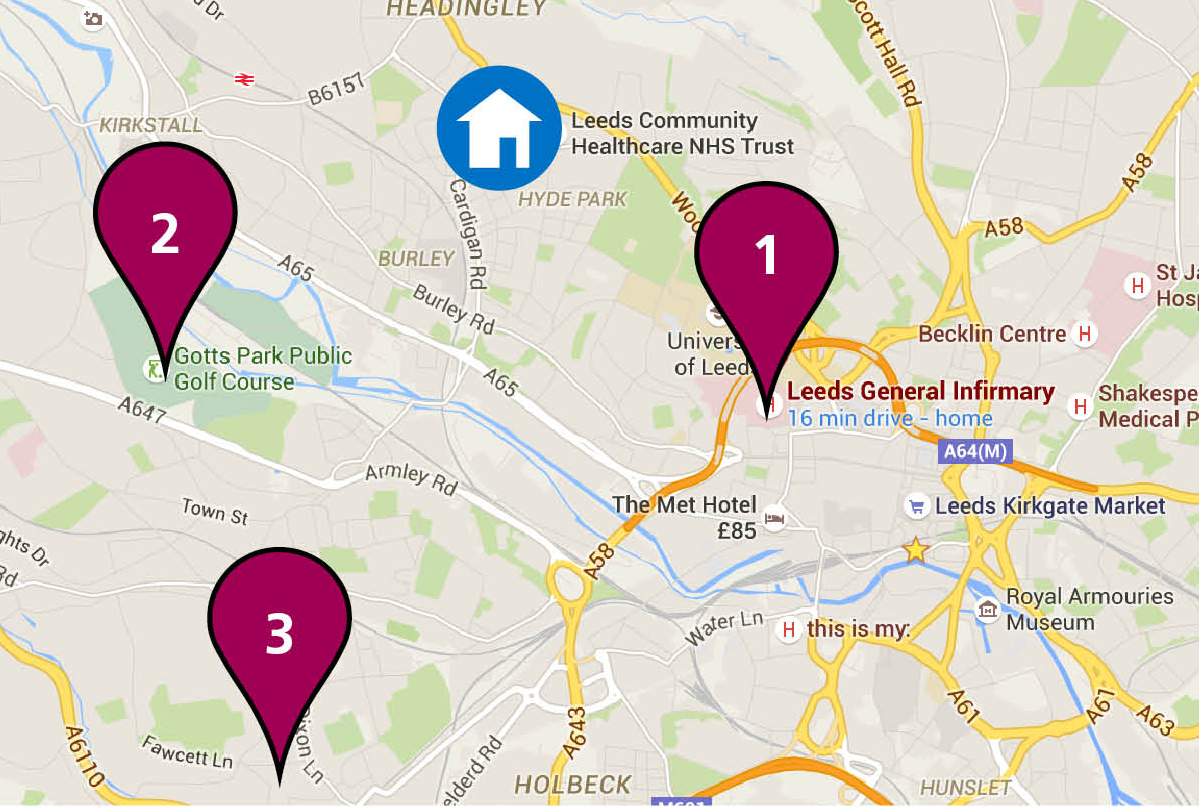 HEADINGLEY
Dr
B6157
KIRKSTALL
Leeds Community
Healthcare NHS Trust
Scott Hall Rd
A58
HYDE PARK
Cardigan Rd
2
1
A58
A65
BURLEY
Burley Rd
St Ja
Hosp
Becklin Centre
Univers
of Leeds
Gotts Park Public
Golf Course
A65
Leeds General Infirmary
16 min drive - home
Shakespe
Medical P
A647
A64(M)
Armley Rd
The Met Hotel
£85
Leeds Kirkgate Market
Town St
A58
ghts Dr
Rd
Royal Armouries
Museum
3
Water Ln
this is my:
A61
A61
A63
A6110
Fawcett Ln
Dixon Ln
A643
elderd Rd
HOLBECK
HUNSLET
M621